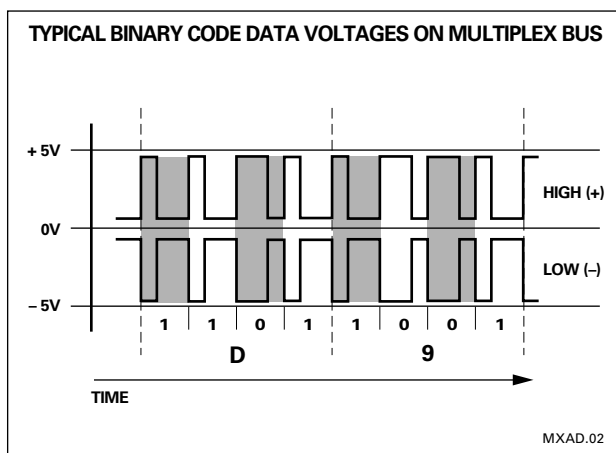 TYPICAL BINARY CODE DATA VOLTAGES ON MULTIPLEX BUS
+ 5V
HIGH (+)
0V
LOW (–)
– 5V
1 1 0 1 1 0 0 1
D 9
TIME
MXAD.02